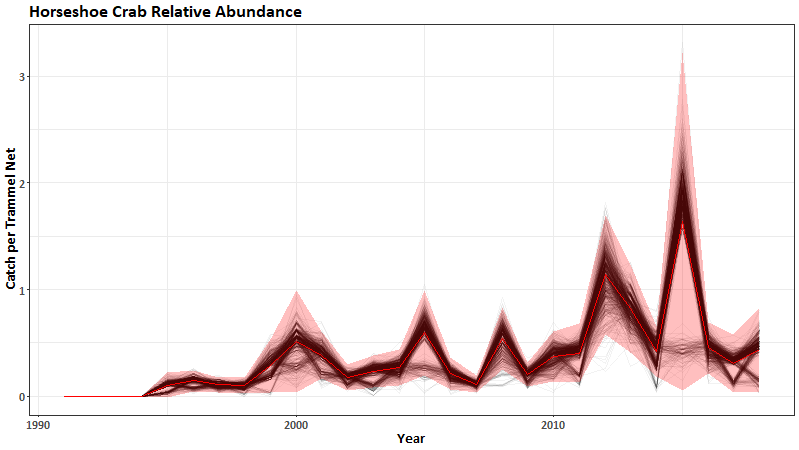 Horseshoe Crab Relative Abundance
Catch per Trammel Net
3
2
1
0
1990
2000
2010
Year